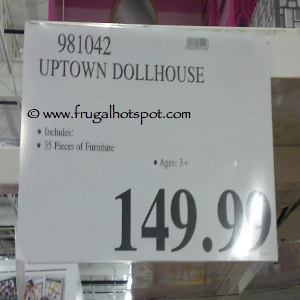 981042
UPTOWN DOLLHOUSE
© www.frugalhotspot.com
• Includes:
• 35 Pieces of Furniture
• Ages: 3+
149.99